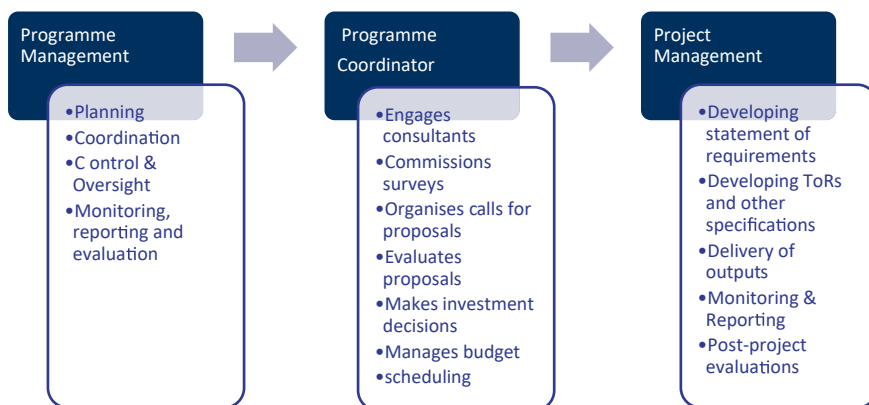 Programme
Management
•Planning
•Coordination
•C ontrol &
Oversight
•Monitoring,
reporting and
evaluation
Programme
Coordinator
•Engages
consultants
•Commissions
surveys
•Organises calls for
proposals
•Evaluates
proposals
•Makes investment
decisions
•Manages budget
•scheduling
Project
Management
•Developing
statement of
requirements
•Developing ToRs
and other
specifications
•Delivery of
outputs
•Monitoring &
Reporting
•Post-project
evaluations